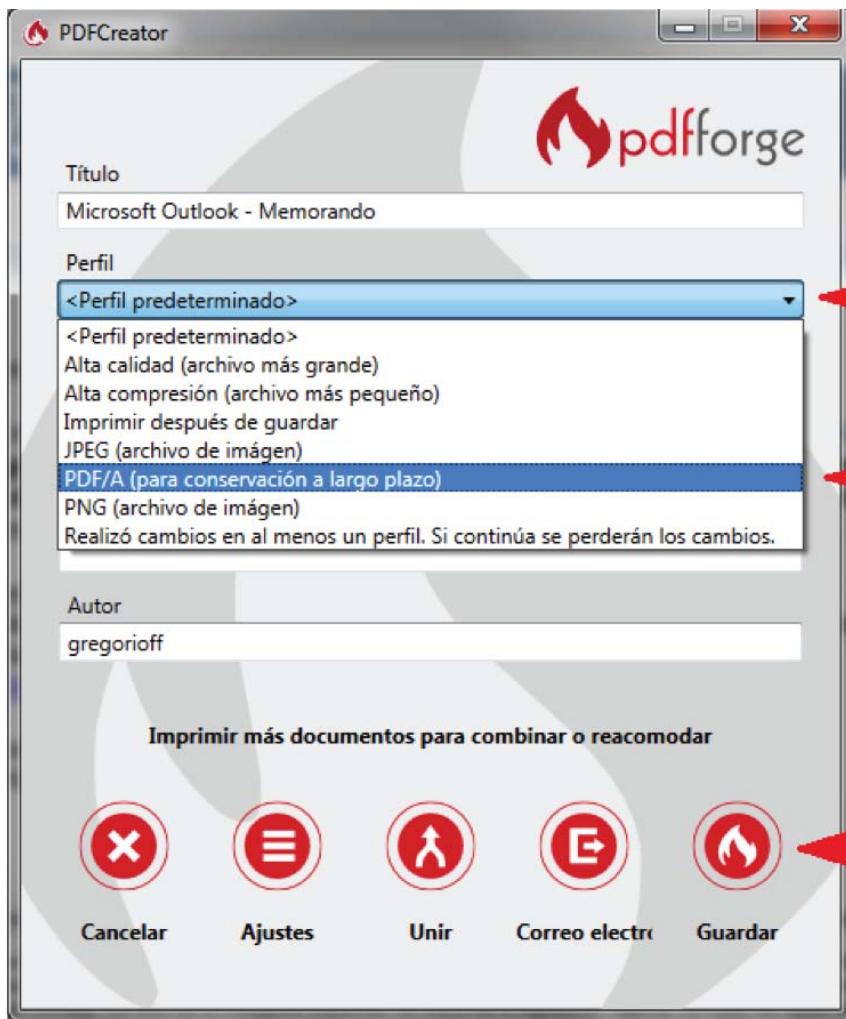 PDFCreator
pdfforge
Título
Microsoft Outlook - Memorando
Perfil
<Perfil predeterminado>
<Perfil predeterminado>
Alta calidad (archivo más grande)
Alta compresión (archivo más pequeño)
Imprimir después de guardar
JPEG (archivo de imágen)
PDF/A (para conservación a largo plazo)
PNG (archivo de imágen)
Realizó cambios en al menos un perfil. Si continúa se perderán los cambios.
Autor
gregorioff
Imprimir más documentos para combinar o reacomodar
Cancelar Ajustes Unir Correo electr Guardar